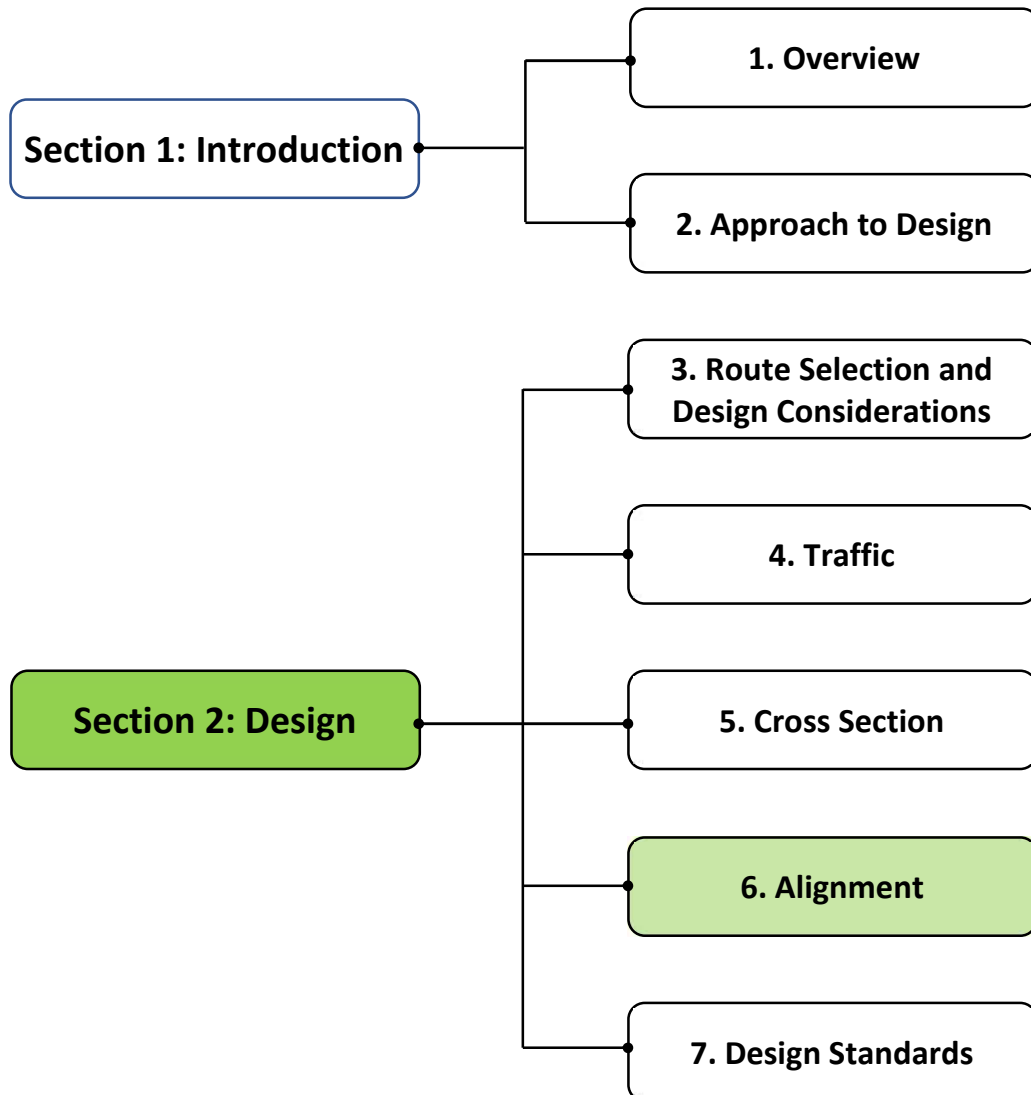 Section 1: Introduction
1. Overview
2. Approach to Design
Section 2: Design
3. Route Selection and
Design Considerations
4. Traffic
5. Cross Section
6. Alignment
7. Design Standards